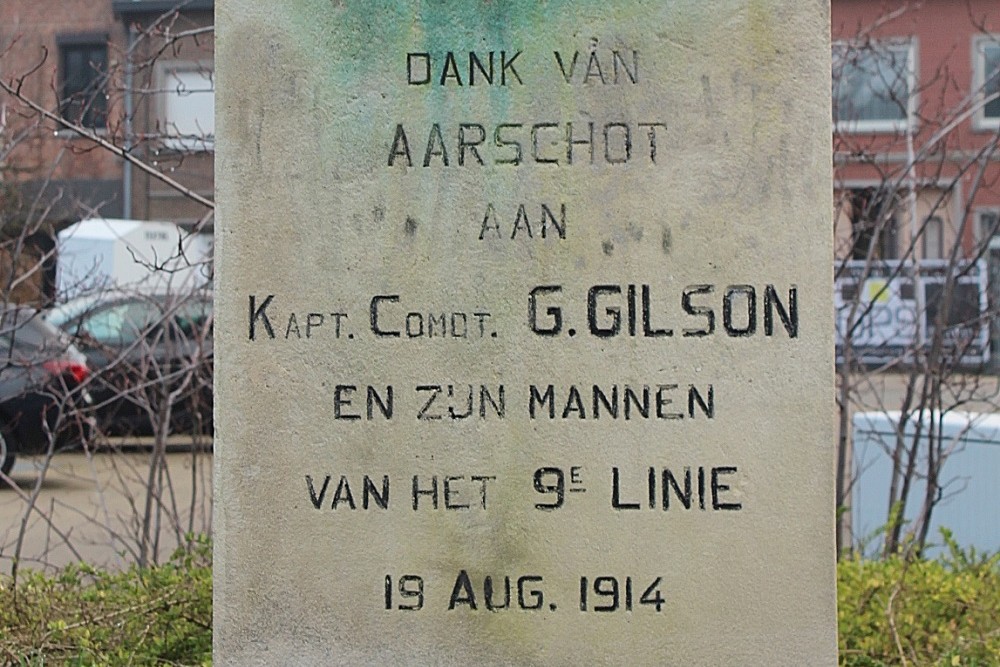 DANK VAN
AARSCHOT
AAN
KAPT. COMDT. G. GILSON
EN ZIJN MANNEN
VAN HET 9E LINIE
19 AUG. 1914